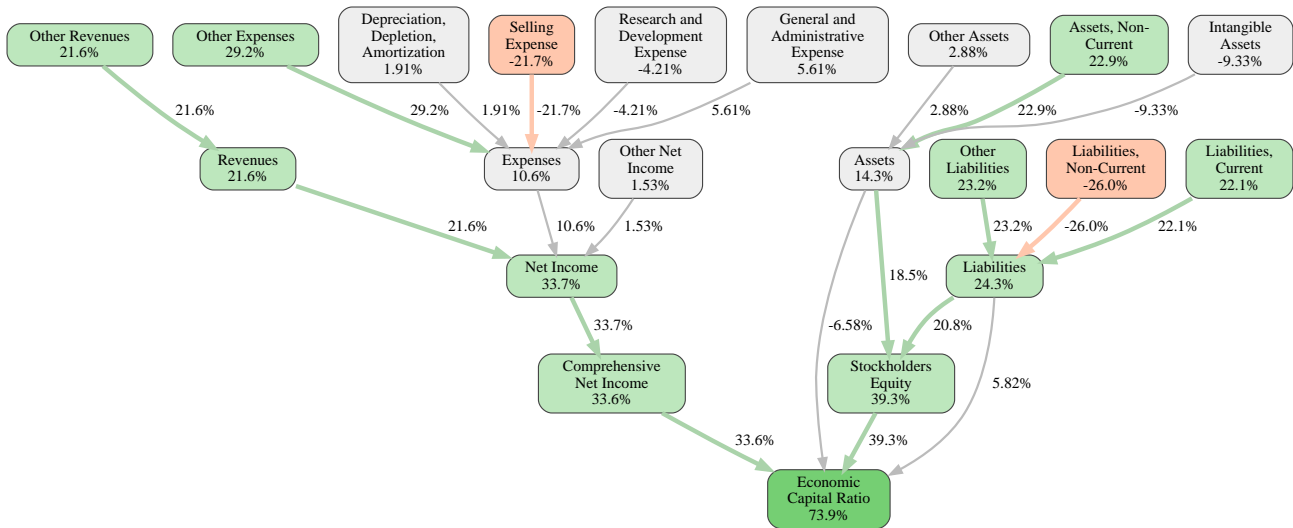 Other Revenues
21.6%
Other Expenses
29.2%
Depreciation,
Depletion,
Amortization
1.91%
Selling
Expense
-21.7%
Research and
Development
Expense
-4.21%
General and
Administrative
Expense
5.61%
Other Assets
2.88%
Assets, Non-
Current
22.9%
Intangible
Assets
-9.33%
21.6%
29.2%
1.91%
-21.7%
-4.21%
5.61%
2.88%
22.9%
-9.33%
Revenues
21.6%
Expenses
10.6%
Other Net
Income
1.53%
Assets
14.3%
Other
Liabilities
23.2%
Liabilities,
Non-Current
-26.0%
Liabilities,
Current
22.1%
21.6%
10.6%
1.53%
23.2%
-26.0%
22.1%
Net Income
33.7%
18.5%
Liabilities
24.3%
33.7%
-6.58%
20.8%
Comprehensive
Net Income
33.6%
Stockholders
Equity
39.3%
5.82%
33.6%
39.3%
Economic
Capital Ratio
73.9%